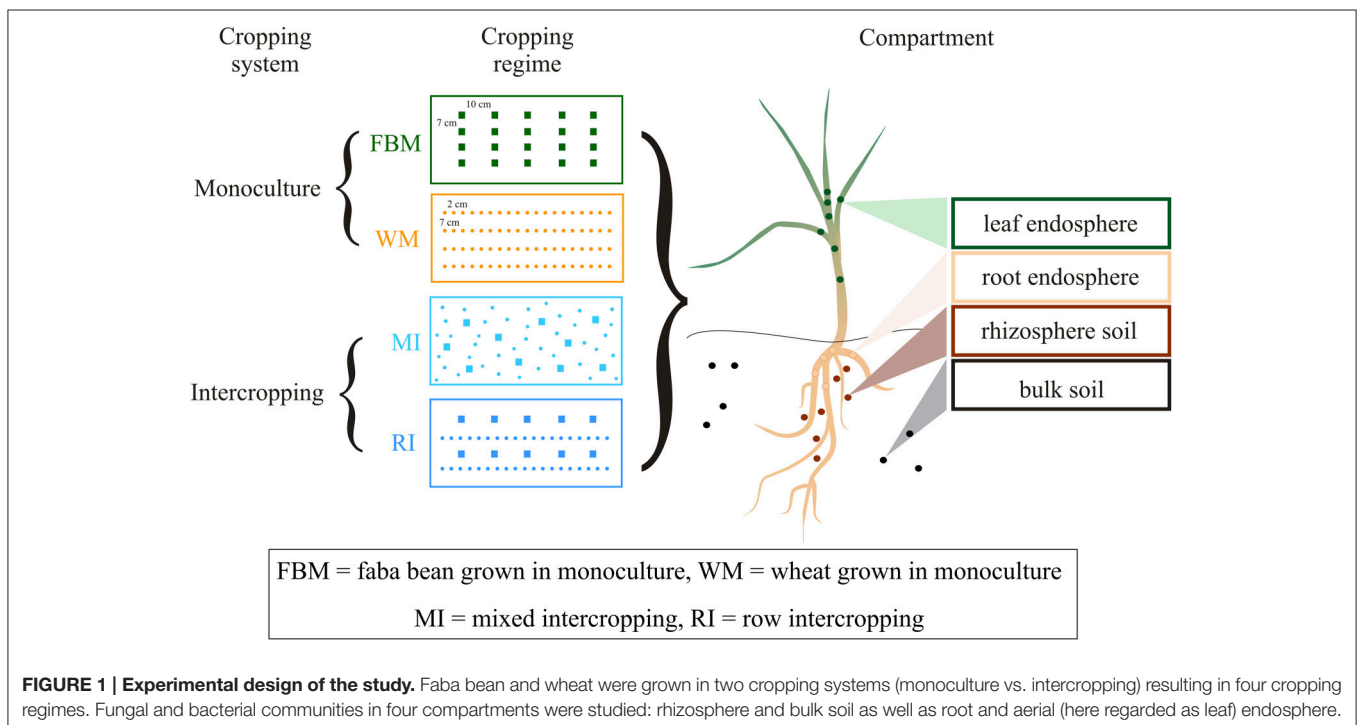 Cropping
system
Cropping
regime
Compartment
Monoculture
Intercropping
FBM
10 cm
7 cm
WM
2 cm
7 cm
MI
RI
leaf endosphere
root endosphere
rhizosphere soil
bulk soil
FBM = faba bean grown in monoculture, WM = wheat grown in monoculture
MI = mixed intercropping, RI = row intercropping
FIGURE 1 | Experimental design of the study. Faba bean and wheat were grown in two cropping systems (monoculture vs. intercropping) resulting in four cropping
regimes. Fungal and bacterial communities in four compartments were studied: rhizosphere and bulk soil as well as root and aerial (here regarded as leaf) endosphere.